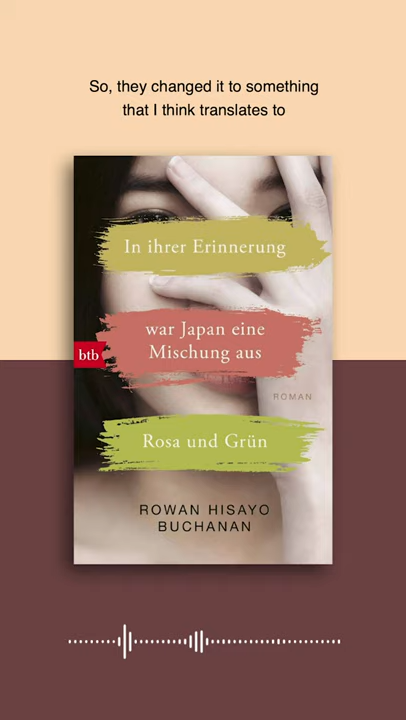 So, they changed it to something
that I think translates to
In ihrer Erinnerung
war Japan eine
Mischung aus
btb
ROMAN
Rosa und Grün
ROWAN HISAYO
BUCHANAN